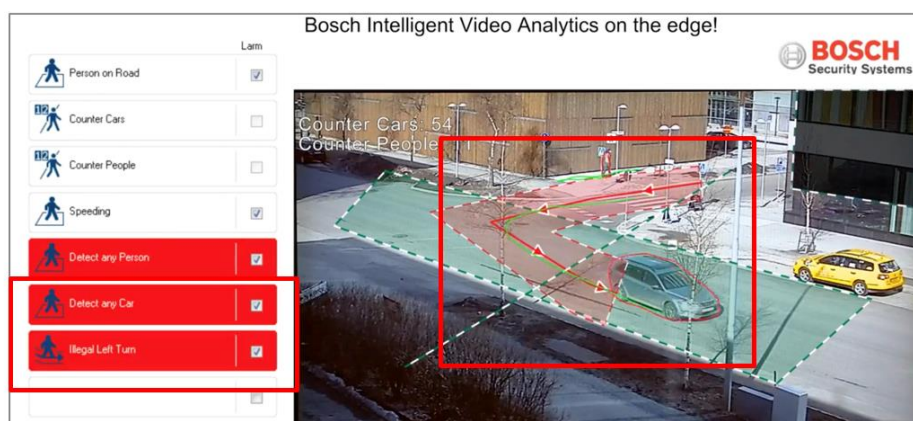 Bosch Intelligent Video Analytics on the edge!
BOSCH
Security Systems
Larm
Person on Road
Counter Cars
Counter People
Speeding
Detect any Person
Detect any Car
Illegal Left Turn
Counter Cars 54
Counter People